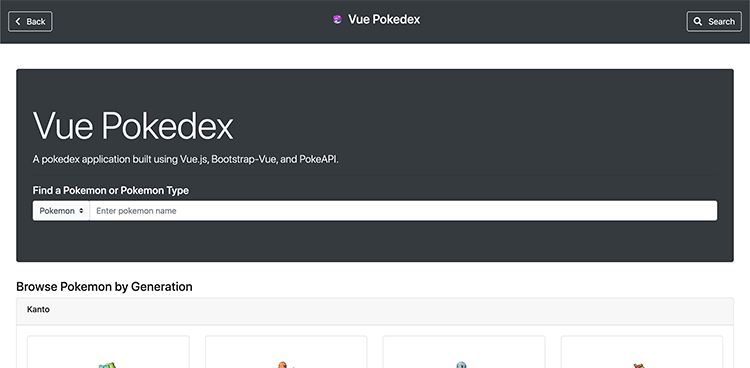 Back
Vue Pokedex
Search
Vue Pokedex
A pokedex application built using Vue.js, Bootstrap-Vue, and PokeAPI.
Find a Pokemon or Pokemon Type
Pokemon Enter pokemon name
Browse Pokemon by Generation
Kanto